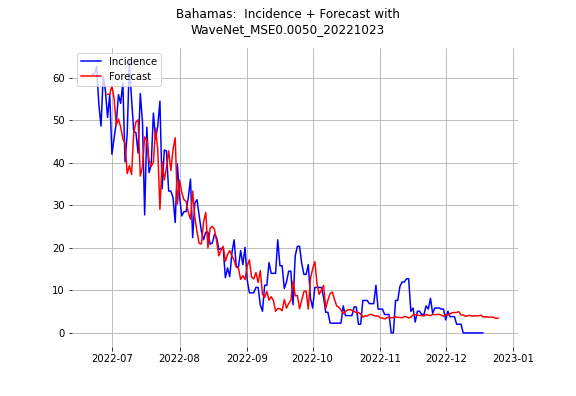 Bahamas:  Incidence + Forecast with
WaveNet_MSE0.0050_20221023
Incidence
Forecast
60
50
40
30
20
10
0
2022-07 2022-08 2022-09 2022-10 2022-11 2022-12 2023-01